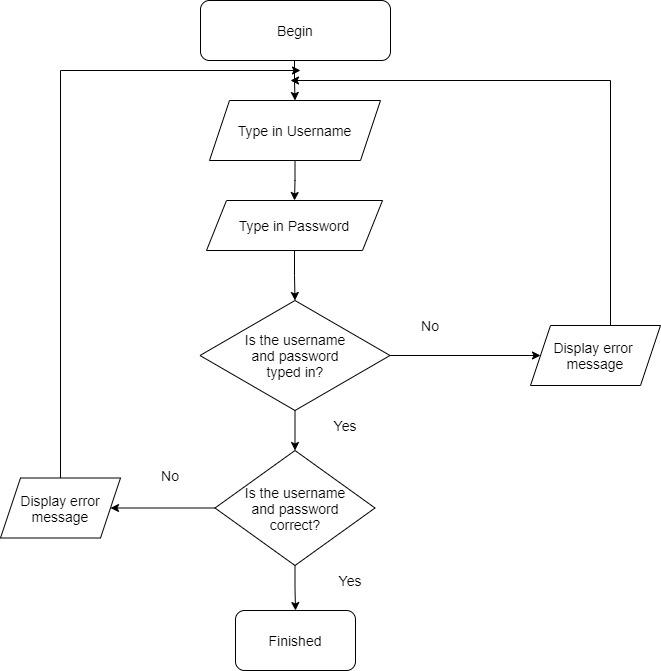 Begin
Type in Username
Type in Password
Is the username
and password
typed in?
No
Display error
message
Yes
Is the username
and password
correct?
No
Display error
message
Yes
Finished